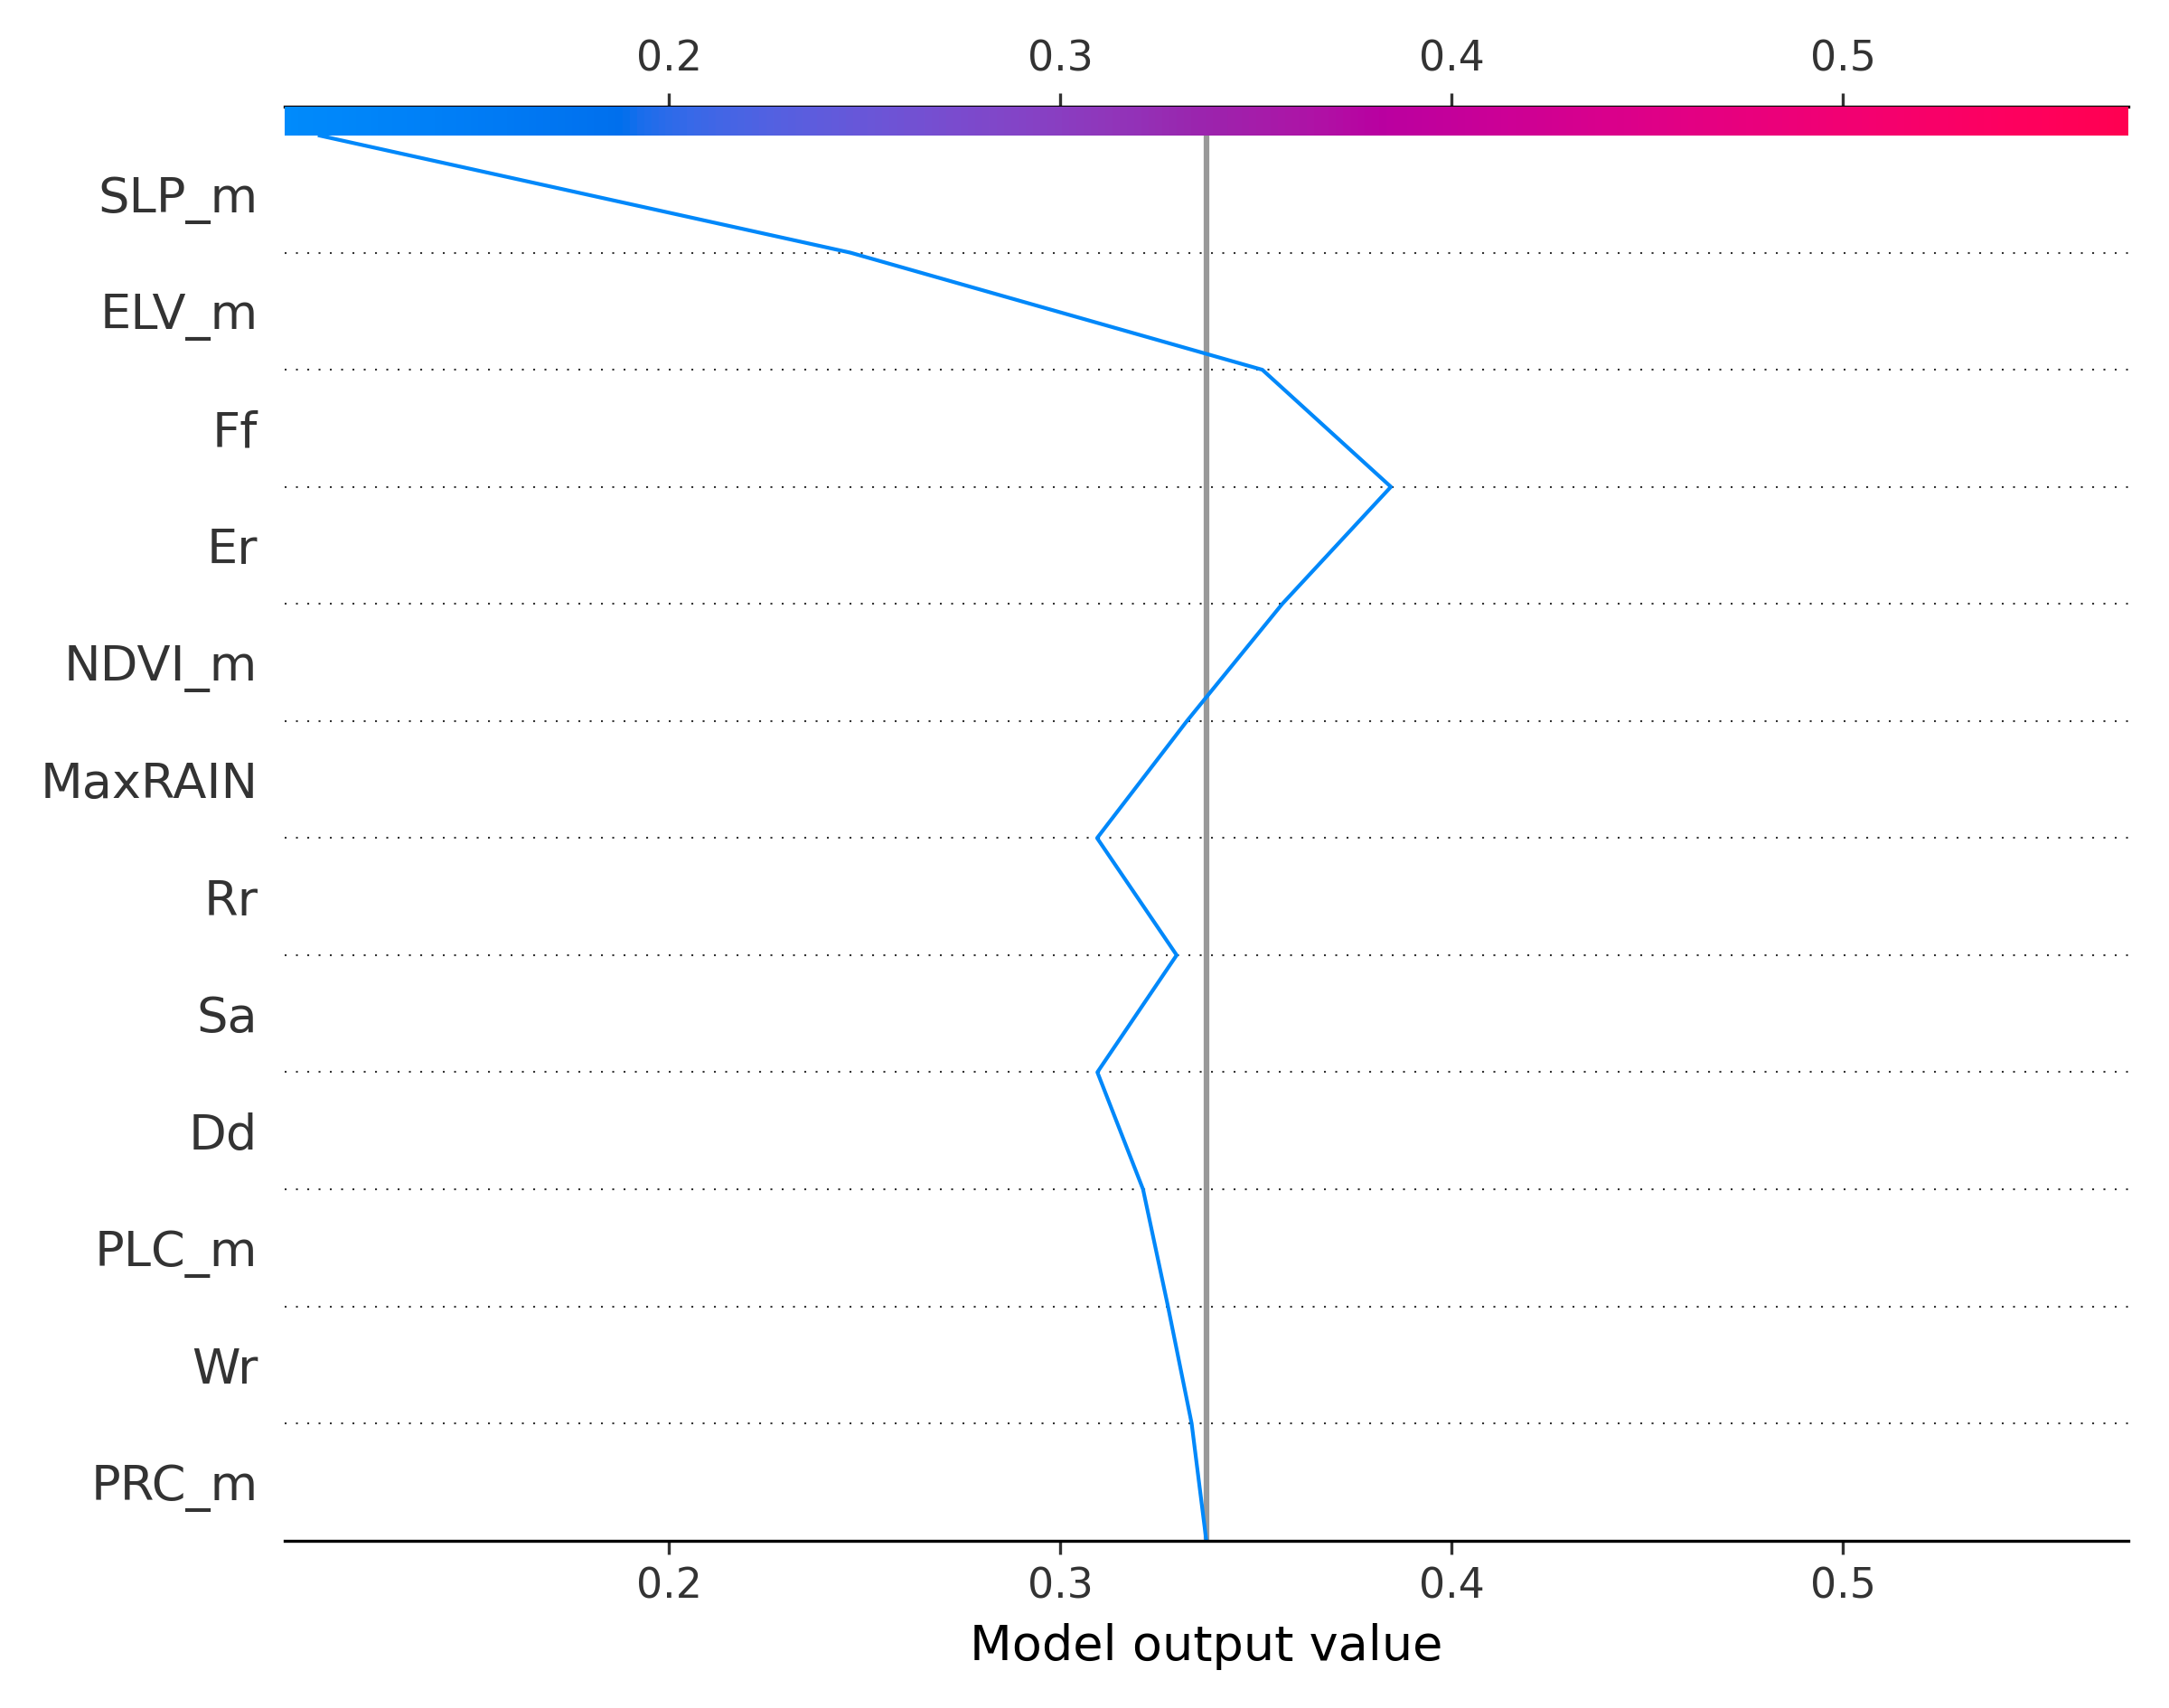 0.2 0.3 0.4 0.5
SLP_m
ELV_m
Ff
Er
NDVI_m
MaxRAIN
Rr
Sa
Dd
PLC_m
Wr
PRC_m
0.2 0.3 0.4 0.5
Model output value